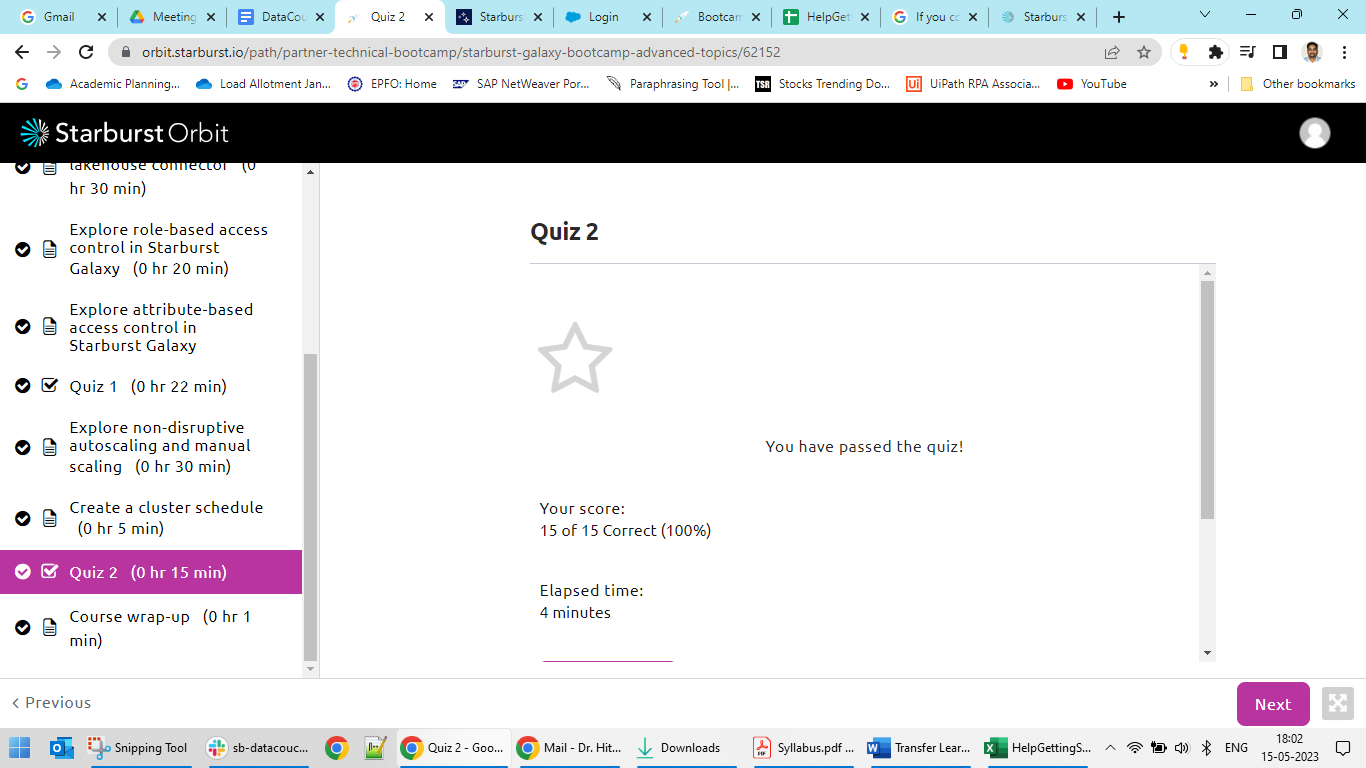 Gmail
Meeting
DataCou
Quiz 2
Starburs
Login
Bootcam
HelpGet
If you co
Starburs
orbit.starburst.io/path/partner-technical-bootcamp/starburst-galaxy-bootcamp-advanced-topics/62152
Academic Planning...
Load Allotment Jan...
EPFO: Home
SAP NetWeaver Por...
Paraphrasing Tool |...
Stocks Trending Do...
UiPath RPA Associa...
YouTube
»
Other bookmarks
Starburst Orbit
lakehouse connector (0
hr 30 min)
Explore role-based access
control in Starburst
Galaxy (0 hr 20 min)
Explore attribute-based
access control in
Starburst Galaxy
Quiz 1 (0 hr 22 min)
Explore non-disruptive
autoscaling and manual
scaling (0 hr 30 min)
Create a cluster schedule
(0 hr 5 min)
Quiz 2 (0 hr 15 min)
Course wrap-up (0 hr 1
min)
Quiz 2
You have passed the quiz!
Your score:
15 of 15 Correct (100%)
Elapsed time:
4 minutes
< Previous
Next
Snipping Tool
sb-datacouc...
Quiz 2 - Goo...
Mail - Dr. Hit...
Downloads
Syllabus.pdf ...
Transfer Lear...
HelpGettingS...
ENG
18:02
15-05-2023